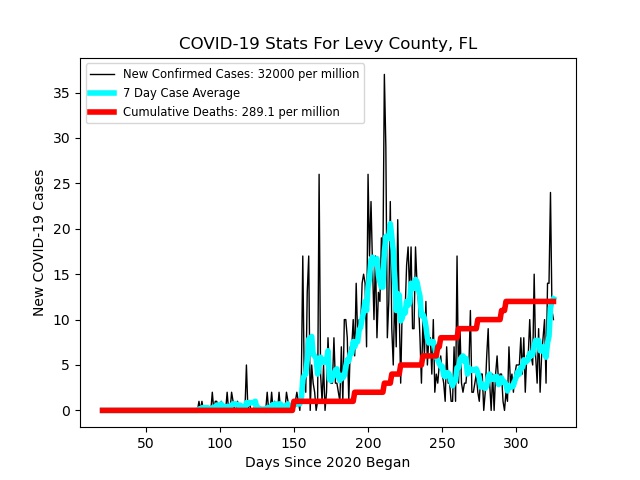 COVID-19 Stats For Levy County, FL
New Confirmed Cases: 32000 per million
7 Day Case Average
Cumulative Deaths: 289.1 per million
New COVID-19 Cases
35
30
25
20
15
10
5
0
50 100 150 200 250 300
Days Since 2020 Began